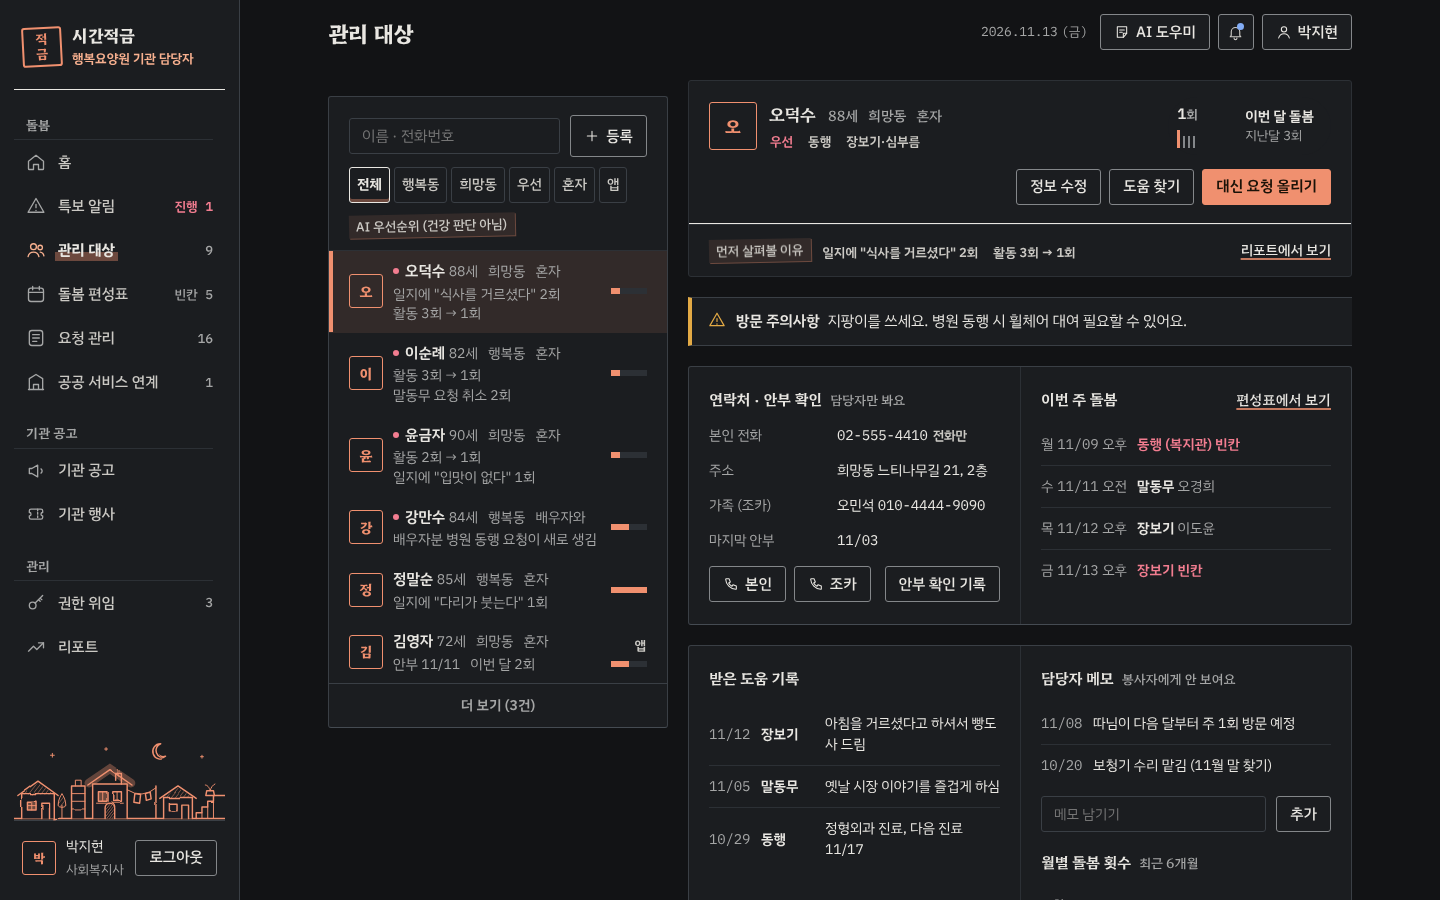 적금
시간적금
행복요양원 기관 담당자
돌봄
홈
특보 알림 진행 1
관리 대상 9
돌봄 편성표 빈칸 5
요청 관리 16
공공 서비스 연계 1
기관 공고
기관 공고
기관 행사
관리
권한 위임 3
리포트
박 박지현
사회복지사
로그아웃
관리 대상
2026.11.13 (금) AI 도우미 박지현
이름 · 전화번호 등록
전체 행복동 희망동 우선 혼자 앱
AI 우선순위 (건강 판단 아님)
오 오덕수 88세 희망동 혼자
일지에 "식사를 거르셨다" 2회
활동 3회 → 1회
이 이순례 82세 행복동 혼자
활동 3회 → 1회
말동무 요청 취소 2회
윤 윤금자 90세 희망동 혼자
활동 2회 → 1회
일지에 "입맛이 없다" 1회
강 강만수 84세 행복동 배우자와
배우자분 병원 동행 요청이 새로 생김
정 정말순 85세 행복동 혼자
일지에 "다리가 붓는다" 1회
김 김영자 72세 희망동 혼자 앱
안부 11/11 이번 달 2회
더 보기 (3건)
오 오덕수 88세 희망동 혼자
우선 동행 장보기·심부름
1회
이번 달 돌봄
지난달 3회
정보 수정 도움 찾기 대신 요청 올리기
먼저 살펴볼 이유 일지에 "식사를 거르셨다" 2회 활동 3회 → 1회 리포트에서 보기
방문 주의사항 지팡이를 쓰세요. 병원 동행 시 휠체어 대여 필요할 수 있어요.
연락처 · 안부 확인 담당자만 봐요
본인 전화 02-555-4410 전화만
주소 희망동 느티나무길 21, 2층
가족 (조카) 오민석 010-4444-9090
마지막 안부 11/03
본인 조카 안부 확인 기록
이번 주 돌봄 편성표에서 보기
월 11/09 오후 동행 (복지관) 빈칸
수 11/11 오전 말동무 오경희
목 11/12 오후 장보기 이도윤
금 11/13 오후 장보기 빈칸
받은 도움 기록
11/12 장보기 아침을 거르셨다고 하셔서 빵도
사 드림
11/05 말동무 옛날 시장 이야기를 즐겁게 하심
10/29 동행 정형외과 진료, 다음 진료
11/17
담당자 메모 봉사자에게 안 보여요
11/08 따님이 다음 달부터 주 1회 방문 예정
10/20 보청기 수리 맡김 (11월 말 찾기)
메모 남기기 추가
월별 돌봄 횟수 최근 6개월